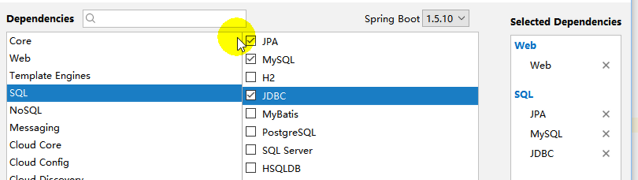 Dependencies
Spring Boot 1.5.10
Selected Dependencies
Core
Web
Template Engines
SQL
NoSQL
Messaging
Cloud Core
Cloud Config
Cloud Discovery
JPA
MySQL
H2
JDBC
MyBatis
PostgreSQL
SQL Server
HSQLDB
Web
Web
SQL
JPA
MySQL
JDBC